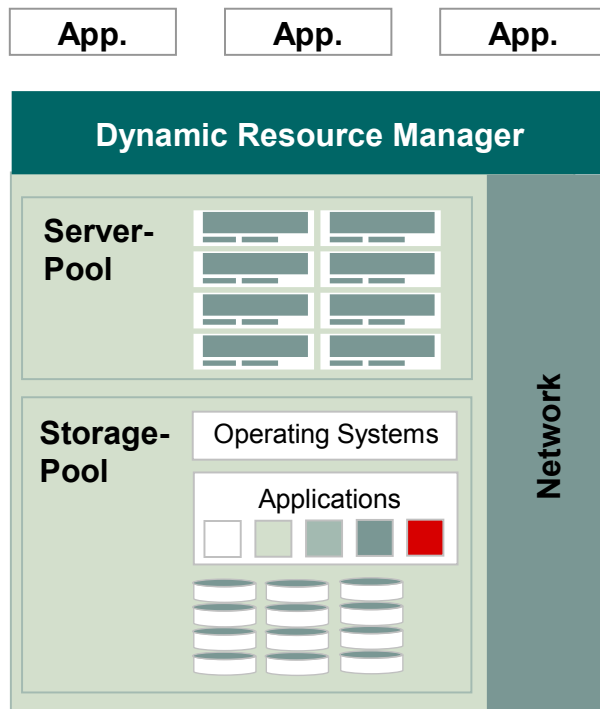 App. App. App.
Dynamic Resource Manager
Server-
Pool
Storage-
Pool
Operating Systems
Applications
Network